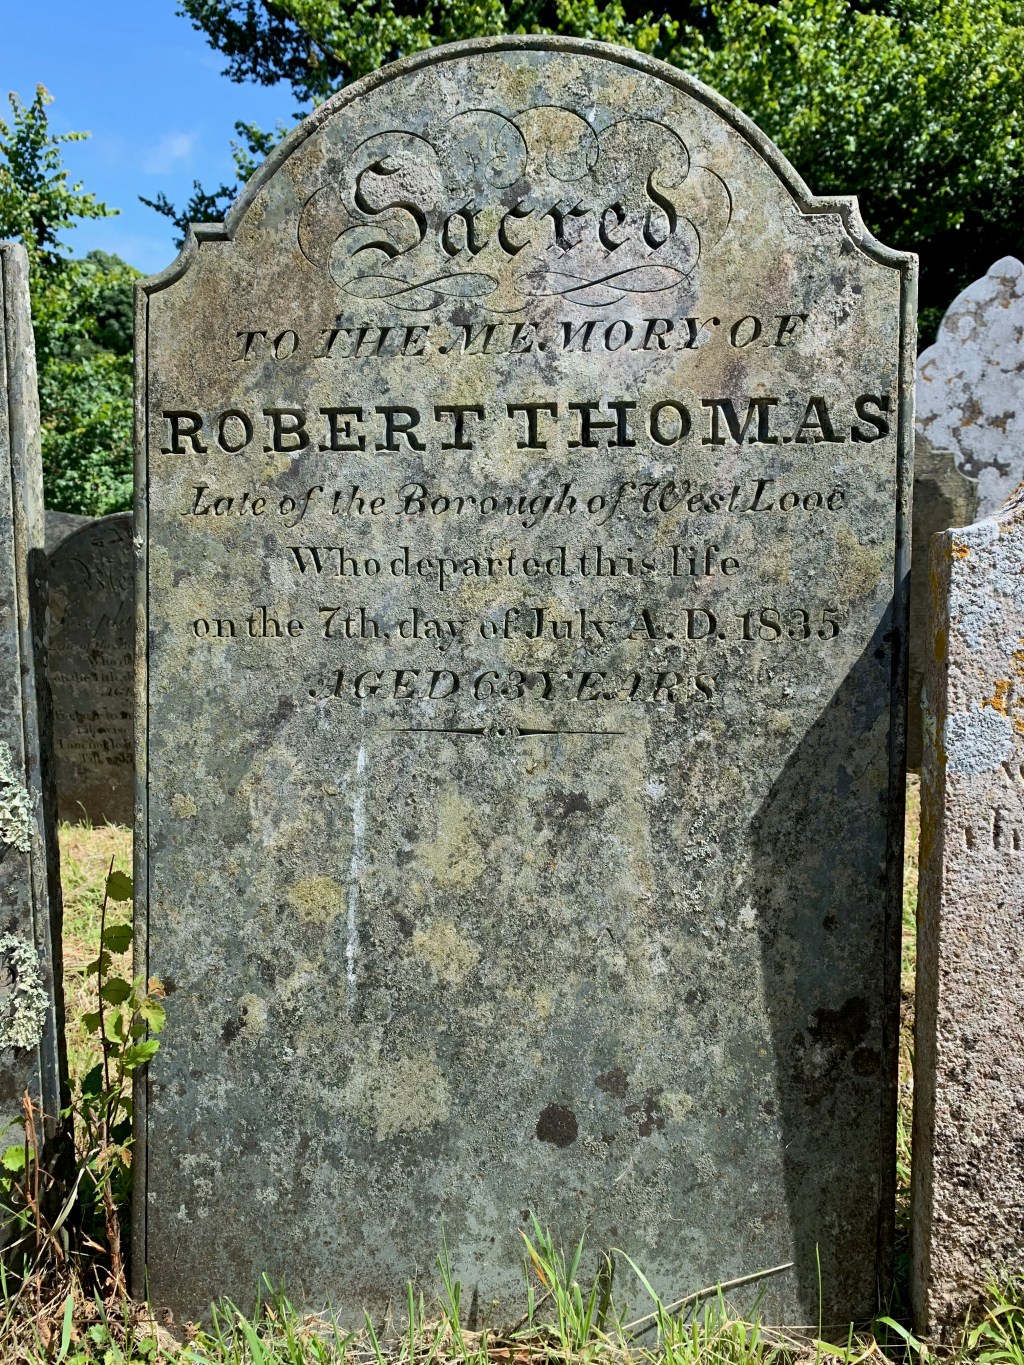 Sacred
TO THE MEMORY OF
ROBERT THOMAS
Late of the Borough of West Looe
Who departed this life
on the 7th. day of July A.D. 1835
AGED 63 YEARS